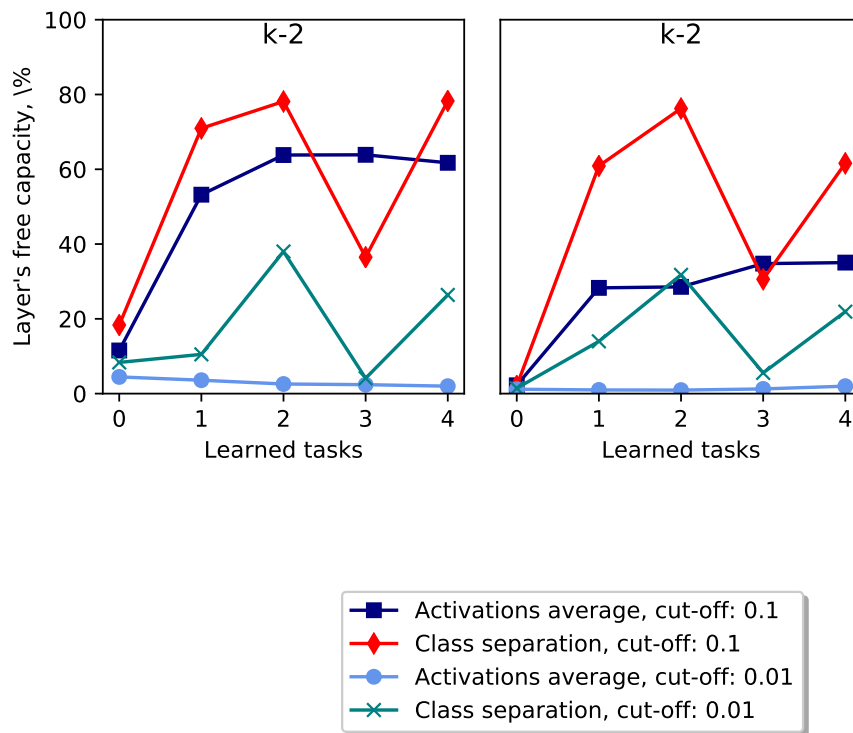 k-2
k-2
Layer's free capacity, \%
100
80
60
40
20
0
0 1 2 3 4
0 1 2 3 4
Learned tasks
Learned tasks
Activations average, cut-off: 0.1
Class separation, cut-off: 0.1
Activations average, cut-off: 0.01
Class separation, cut-off: 0.01